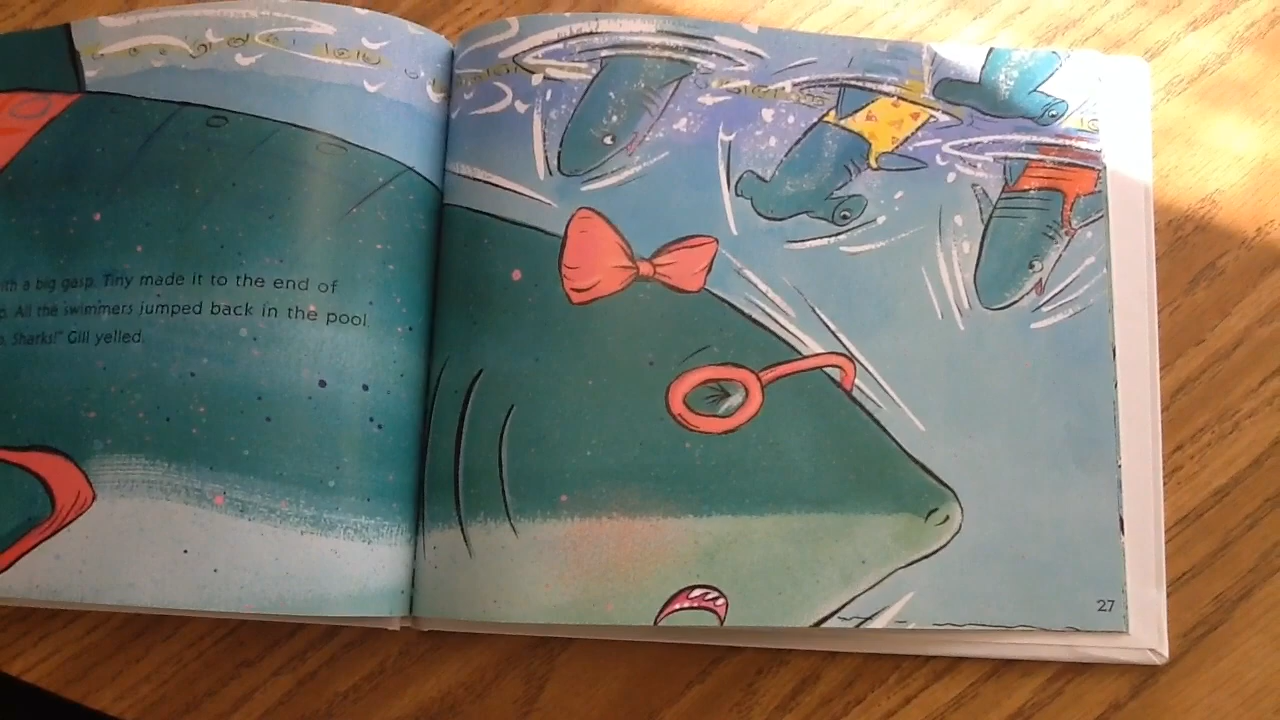 with a big gasp. Tiny made it to the end of
All the swimmers jumped back in the pool.
Sharks!" Gill yelled.
27